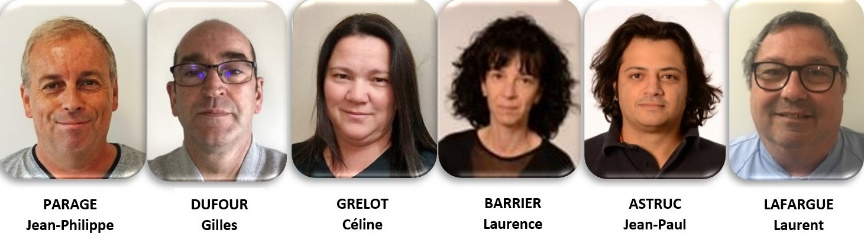 PARAGE DUFOUR GRELOT BARRIER ASTRUC LAFARGUE
Jean-Philippe Gilles Céline Laurence Jean-Paul Laurent